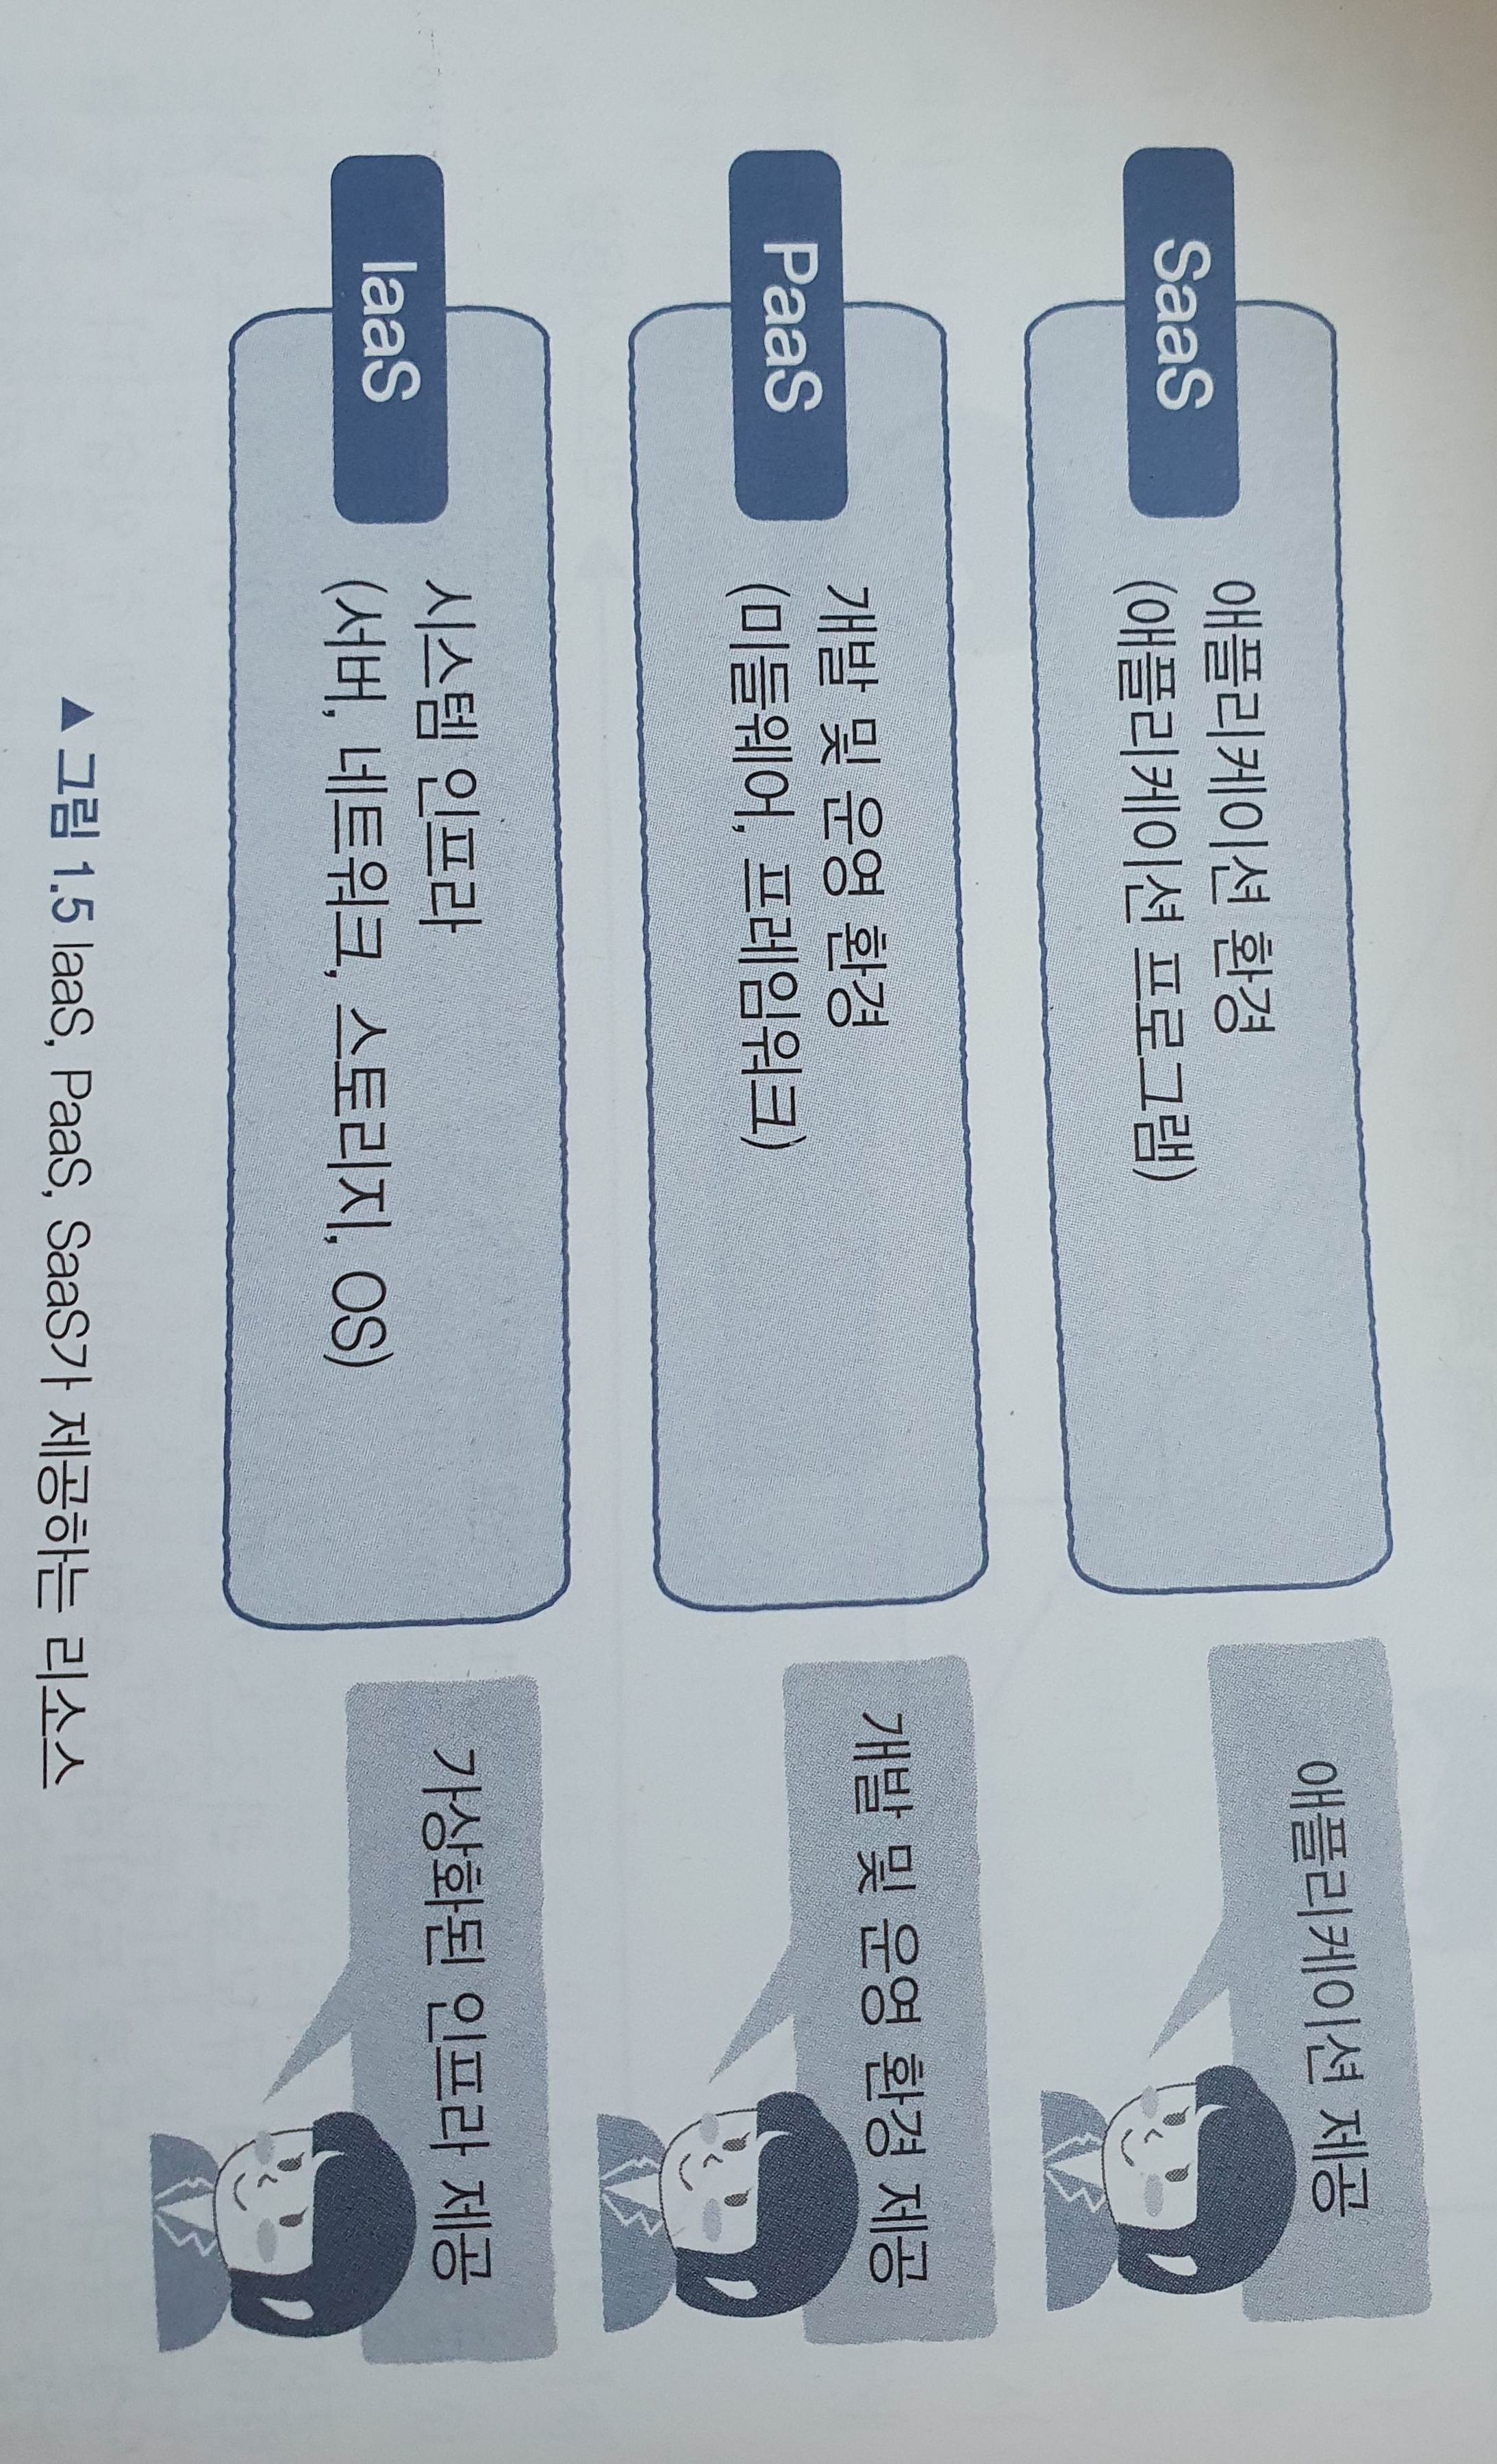 애플리케이션 제공
SaaS
애플리케이션 환경
(애플리케이션 프로그램)
개발 및 운영 환경 제공
PaaS
개발 및 운영 환경
(미들웨어, 프레임워크)
가상화된 인프라 제공
IaaS
시스템 인프라
(서버, 네트워크, 스토리지, OS)
▲ 그림 1.5 IaaS, PaaS, SaaS가 제공하는 리소스